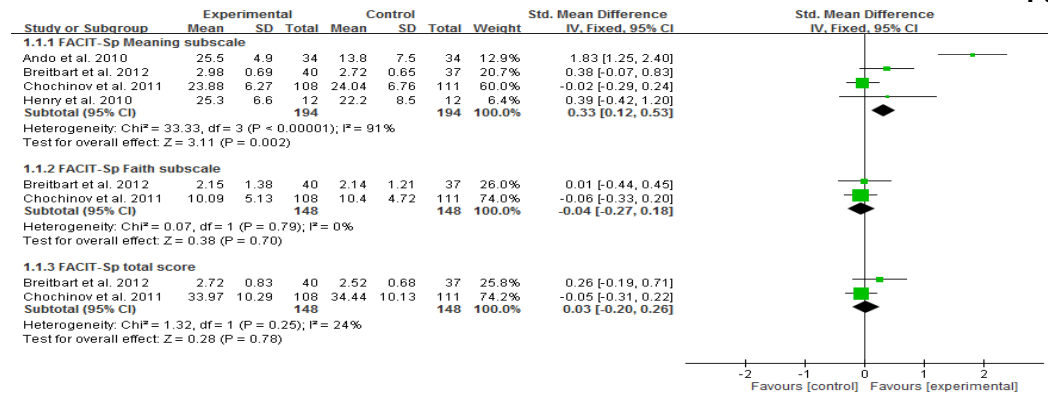 Experimental Control Std. Mean Difference Std. Mean Difference
Study or Subgroup Mean SD Total Mean SD Total Weight IV, Fixed, 95% CI IV, Fixed, 95% CI
1.1.1 FACIT-Sp Meaning subscale
Ando et al. 2010 25.5 4.9 34 13.8 7.5 34 12.9% 1.83 [1.25, 2.40]
Breitbart et al. 2012 2.98 0.69 40 2.72 0.65 37 20.7% 0.38 [-0.07, 0.83]
Chochinov et al. 2011 23.88 6.27 108 24.04 6.76 111 60.0% -0.02 [-0.29, 0.24]
Henry et al. 2010 25.3 6.6 12 22.2 8.5 12 6.4% 0.39 [-0.42, 1.20]
Subtotal (95% CI) 194 194 100.0% 0.33 [0.12, 0.53]
Heterogeneity: Chi² = 33.33, df = 3 (P < 0.00001); I² = 91%
Test for overall effect: Z = 3.11 (P = 0.002)
1.1.2 FACIT-Sp Faith subscale
Breitbart et al. 2012 2.15 1.38 40 2.14 1.21 37 26.0% 0.01 [-0.44, 0.45]
Chochinov et al. 2011 10.09 5.13 108 10.4 4.72 111 74.0% -0.06 [-0.33, 0.20]
Subtotal (95% CI) 148 148 100.0% -0.04 [-0.27, 0.18]
Heterogeneity: Chi² = 0.07, df = 1 (P = 0.79); I² = 0%
Test for overall effect: Z = 0.38 (P = 0.70)
1.1.3 FACIT-Sp total score
Breitbart et al. 2012 2.72 0.83 40 2.52 0.68 37 25.8% 0.26 [-0.19, 0.71]
Chochinov et al. 2011 33.97 10.29 108 34.44 10.13 111 74.2% -0.05 [-0.31, 0.22]
Subtotal (95% CI) 148 148 100.0% 0.03 [-0.20, 0.26]
Heterogeneity: Chi² = 1.32, df = 1 (P = 0.25); I² = 24%
Test for overall effect: Z = 0.28 (P = 0.78)
-2 -1 0 1 2
Favours [control] Favours [experimental]